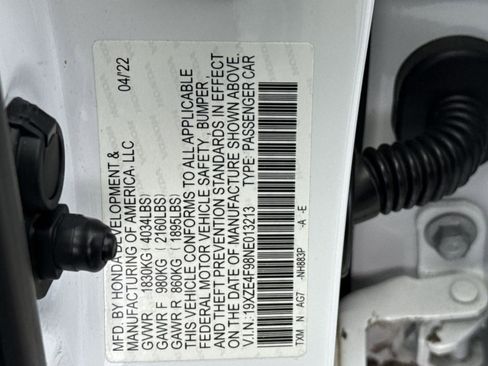 MFD. BY HONDA DEVELOPMENT & 04/22
MANUFACTURING OF AMERICA, LLC
GVWR 1830KG ( 4034LBS)
GAWR F 980KG ( 2160LBS)
GAWR R 860KG ( 1895LBS)
THIS VEHICLE CONFORMS TO ALL APPLICABLE
FEDERAL MOTOR VEHICLE SAFETY, BUMPER,
AND THEFT PREVENTION STANDARDS IN EFFECT
ON THE DATE OF MANUFACTURE SHOWN ABOVE.
V.I.N.:19XZE4F98NE013213 TYPE: PASSENGER CAR
TXM N AG7 -NH883P -A -E